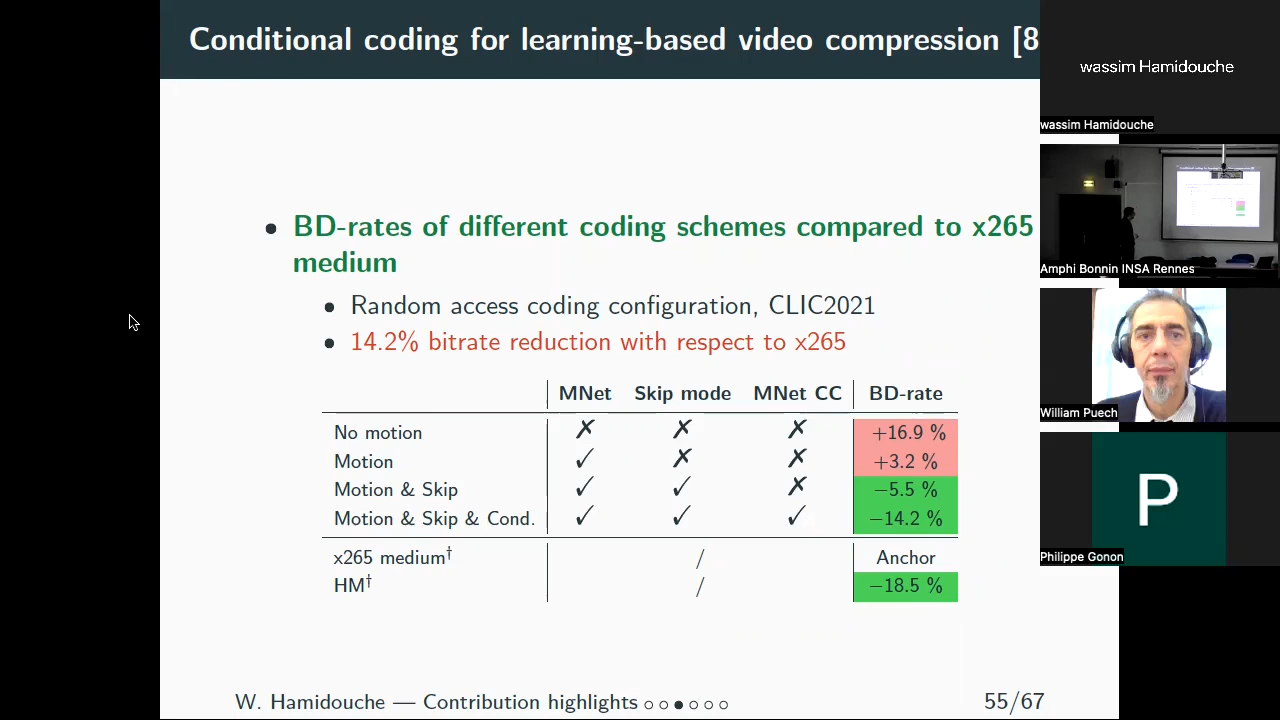 Conditional coding for learning-based video compression [8
• BD-rates of different coding schemes compared to x265
medium
• Random access coding configuration, CLIC2021
• 14.2% bitrate reduction with respect to x265
MNet Skip mode MNet CC BD-rate
No motion ✗ ✗ ✗ +16.9 %
Motion ✓ ✗ ✗ +3.2 %
Motion & Skip ✓ ✓ ✗ −5.5 %
Motion & Skip & Cond. ✓ ✓ ✓ −14.2 %
x265 medium† / Anchor
HM† / −18.5 %
W. Hamidouche — Contribution highlights 55/67
wassim Hamidouche
wassim Hamidouche
Amphi Bonnin INSA Rennes
William Puech
P
Philippe Gonon